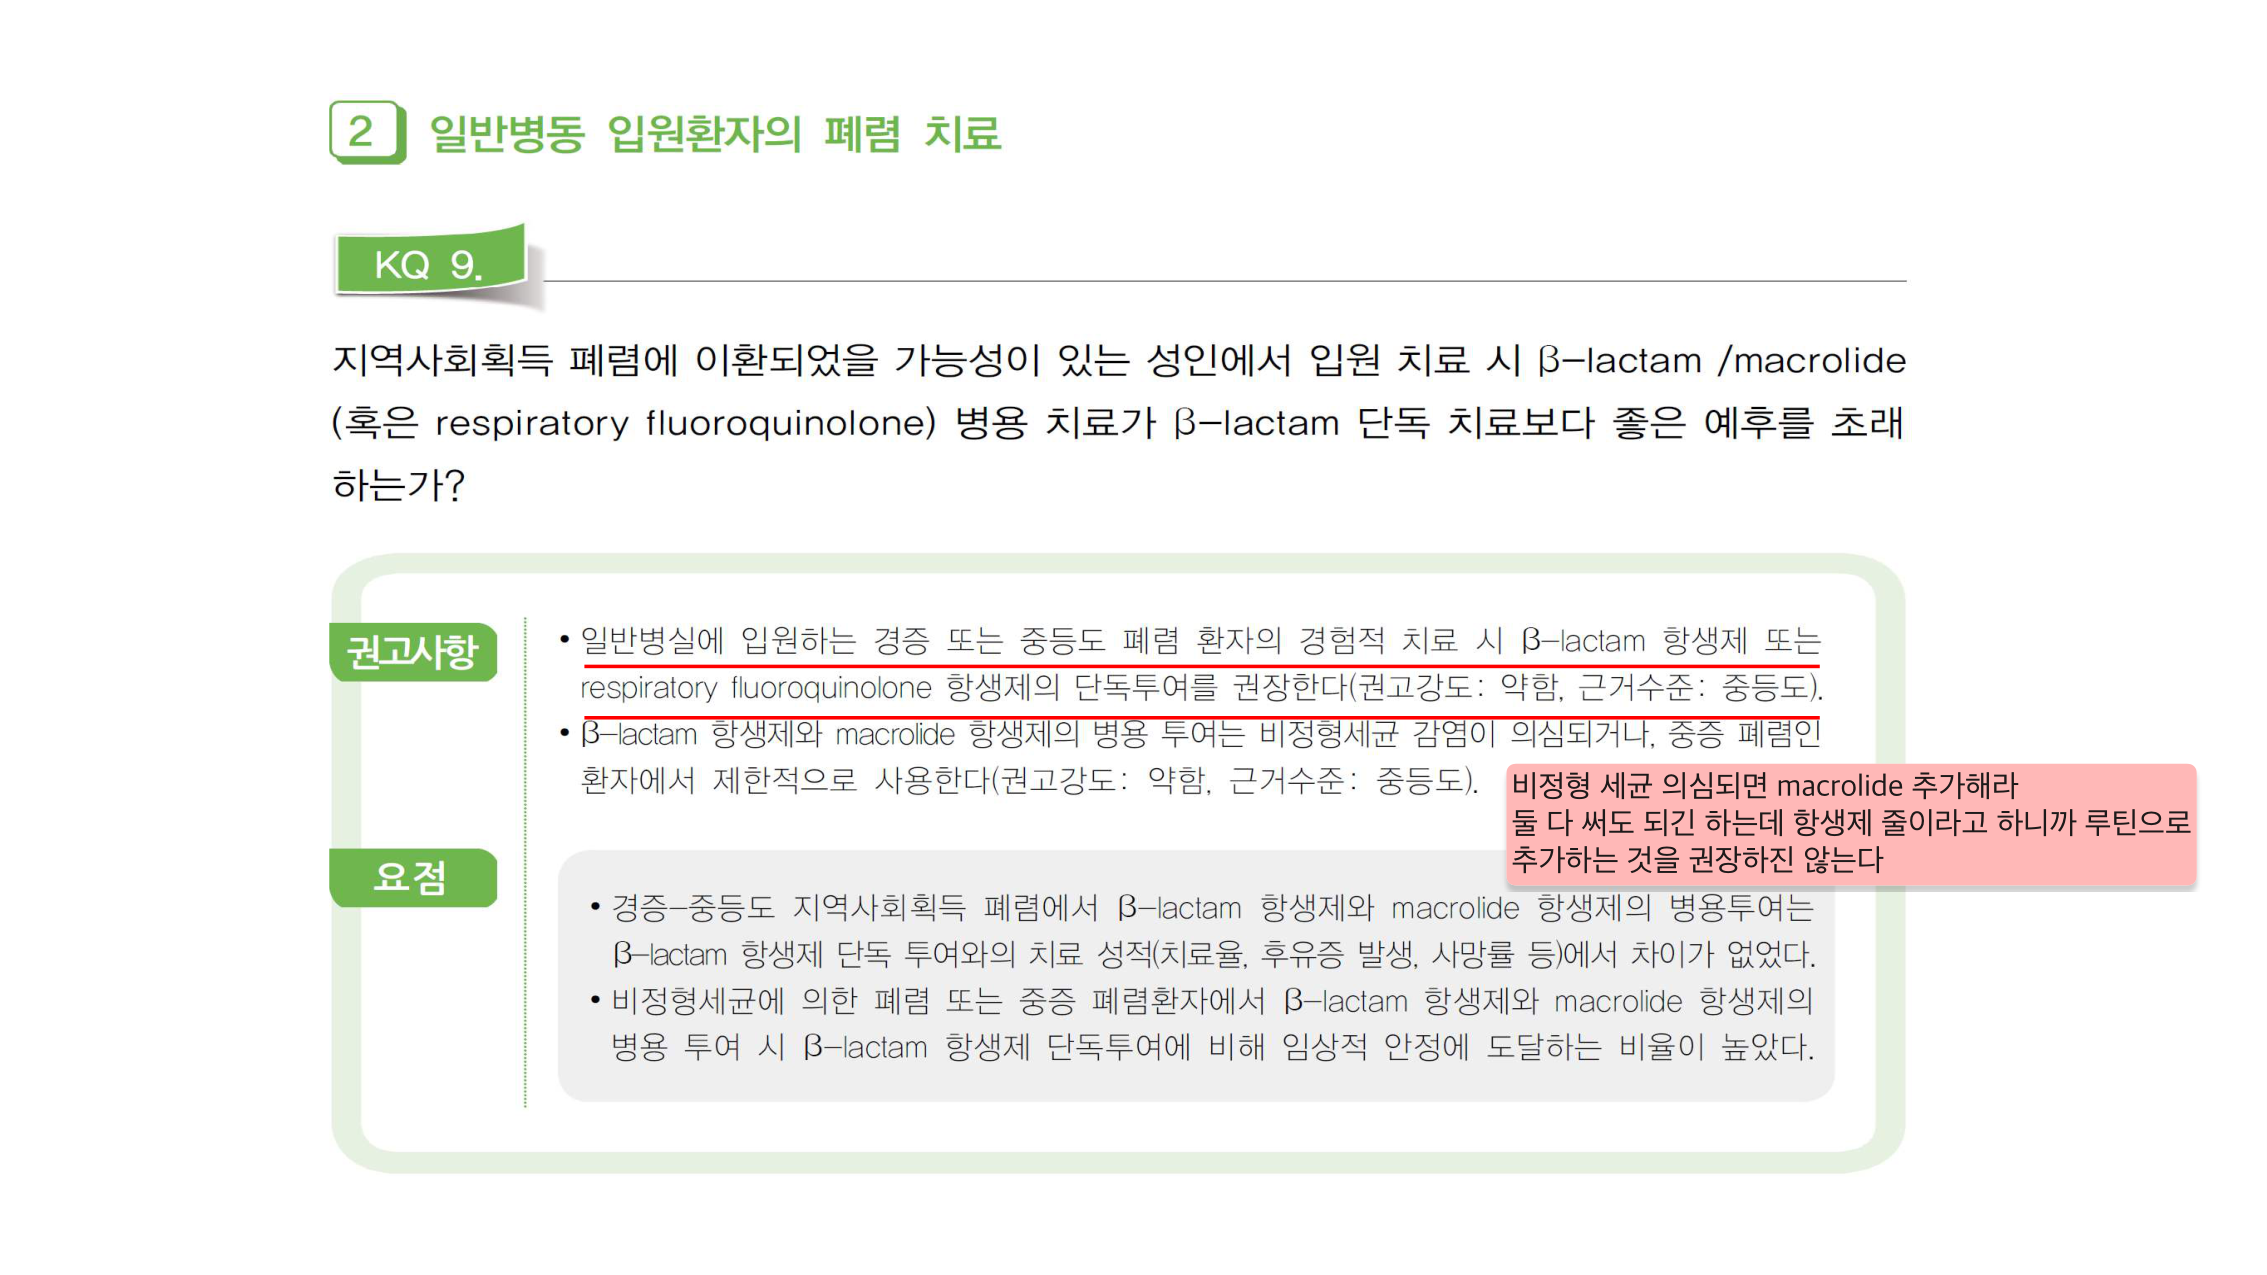 2 일반병동 입원환자의 폐렴 치료
KQ 9.
지역사회획득 폐렴에 이환되었을 가능성이 있는 성인에서 입원 치료 시 β-lactam /macrolide
(혹은 respiratory fluoroquinolone) 병용 치료가 β-lactam 단독 치료보다 좋은 예후를 초래
하는가?
권고사항
• 일반병실에 입원하는 경증 또는 중등도 폐렴 환자의 경험적 치료 시 β-lactam 항생제 또는
respiratory fluoroquinolone 항생제의 단독투여를 권장한다(권고강도: 약함, 근거수준: 중등도).
• β-lactam 항생제와 macrolide 항생제의 병용 투여는 비정형세균 감염이 의심되거나, 중증 폐렴인
환자에서 제한적으로 사용한다(권고강도: 약함, 근거수준: 중등도).
비정형 세균 의심되면 macrolide 추가해라
둘 다 써도 되긴 하는데 항생제 줄이라고 하니까 루틴으로
추가하는 것을 권장하진 않는다
요점
• 경증-중등도 지역사회획득 폐렴에서 β-lactam 항생제와 macrolide 항생제의 병용투여는
β-lactam 항생제 단독 투여와의 치료 성적(치료율, 후유증 발생, 사망률 등)에서 차이가 없었다.
• 비정형세균에 의한 폐렴 또는 중증 폐렴환자에서 β-lactam 항생제와 macrolide 항생제의
병용 투여 시 β-lactam 항생제 단독투여에 비해 임상적 안정에 도달하는 비율이 높았다.